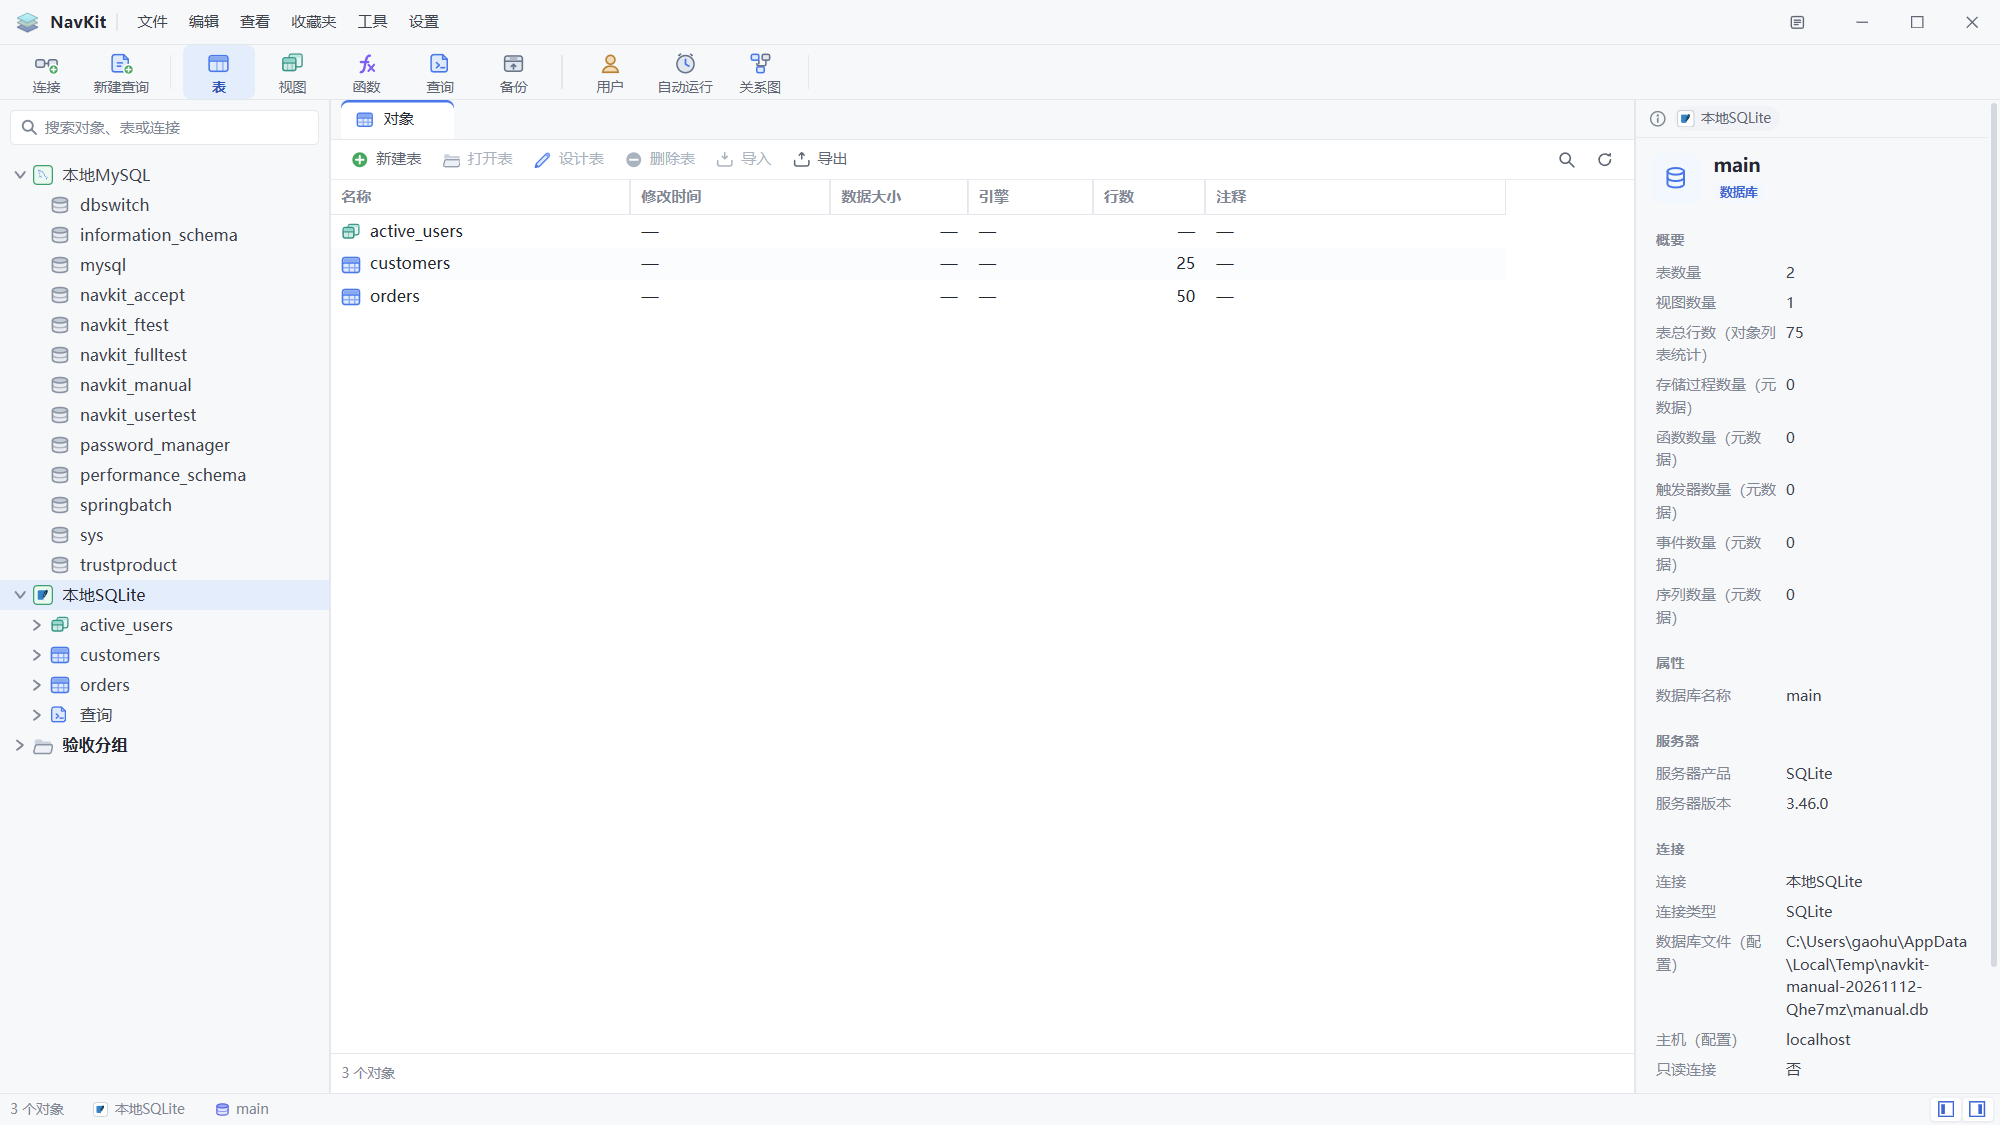 NavKit 文件 编辑 查看 收藏夹 工具 设置
连接 新建查询 表 视图 函数 查询 备份 用户 自动运行 关系图
搜索对象、表或连接
本地MySQL
dbswitch
information_schema
mysql
navkit_accept
navkit_ftest
navkit_fulltest
navkit_manual
navkit_usertest
password_manager
performance_schema
springbatch
sys
trustproduct
本地SQLite
active_users
customers
orders
查询
验收分组
对象
新建表 打开表 设计表 删除表 导入 导出
名称 修改时间 数据大小 引擎 行数 注释
active_users — — — — —
customers — — — 25 —
orders — — — 50 —
3 个对象
本地SQLite
main
数据库
概要
表数量 2
视图数量 1
表总行数（对象列 75
表统计）
存储过程数量（元 0
数据）
函数数量（元数 0
据）
触发器数量（元数 0
据）
事件数量（元数 0
据）
序列数量（元数 0
据）
属性
数据库名称 main
服务器
服务器产品 SQLite
服务器版本 3.46.0
连接
连接 本地SQLite
连接类型 SQLite
数据库文件（配 C:\Users\gaohu\AppData
置） \Local\Temp\navkit-
manual-20261112-
Qhe7mz\manual.db
主机（配置） localhost
只读连接 否
3 个对象 本地SQLite main